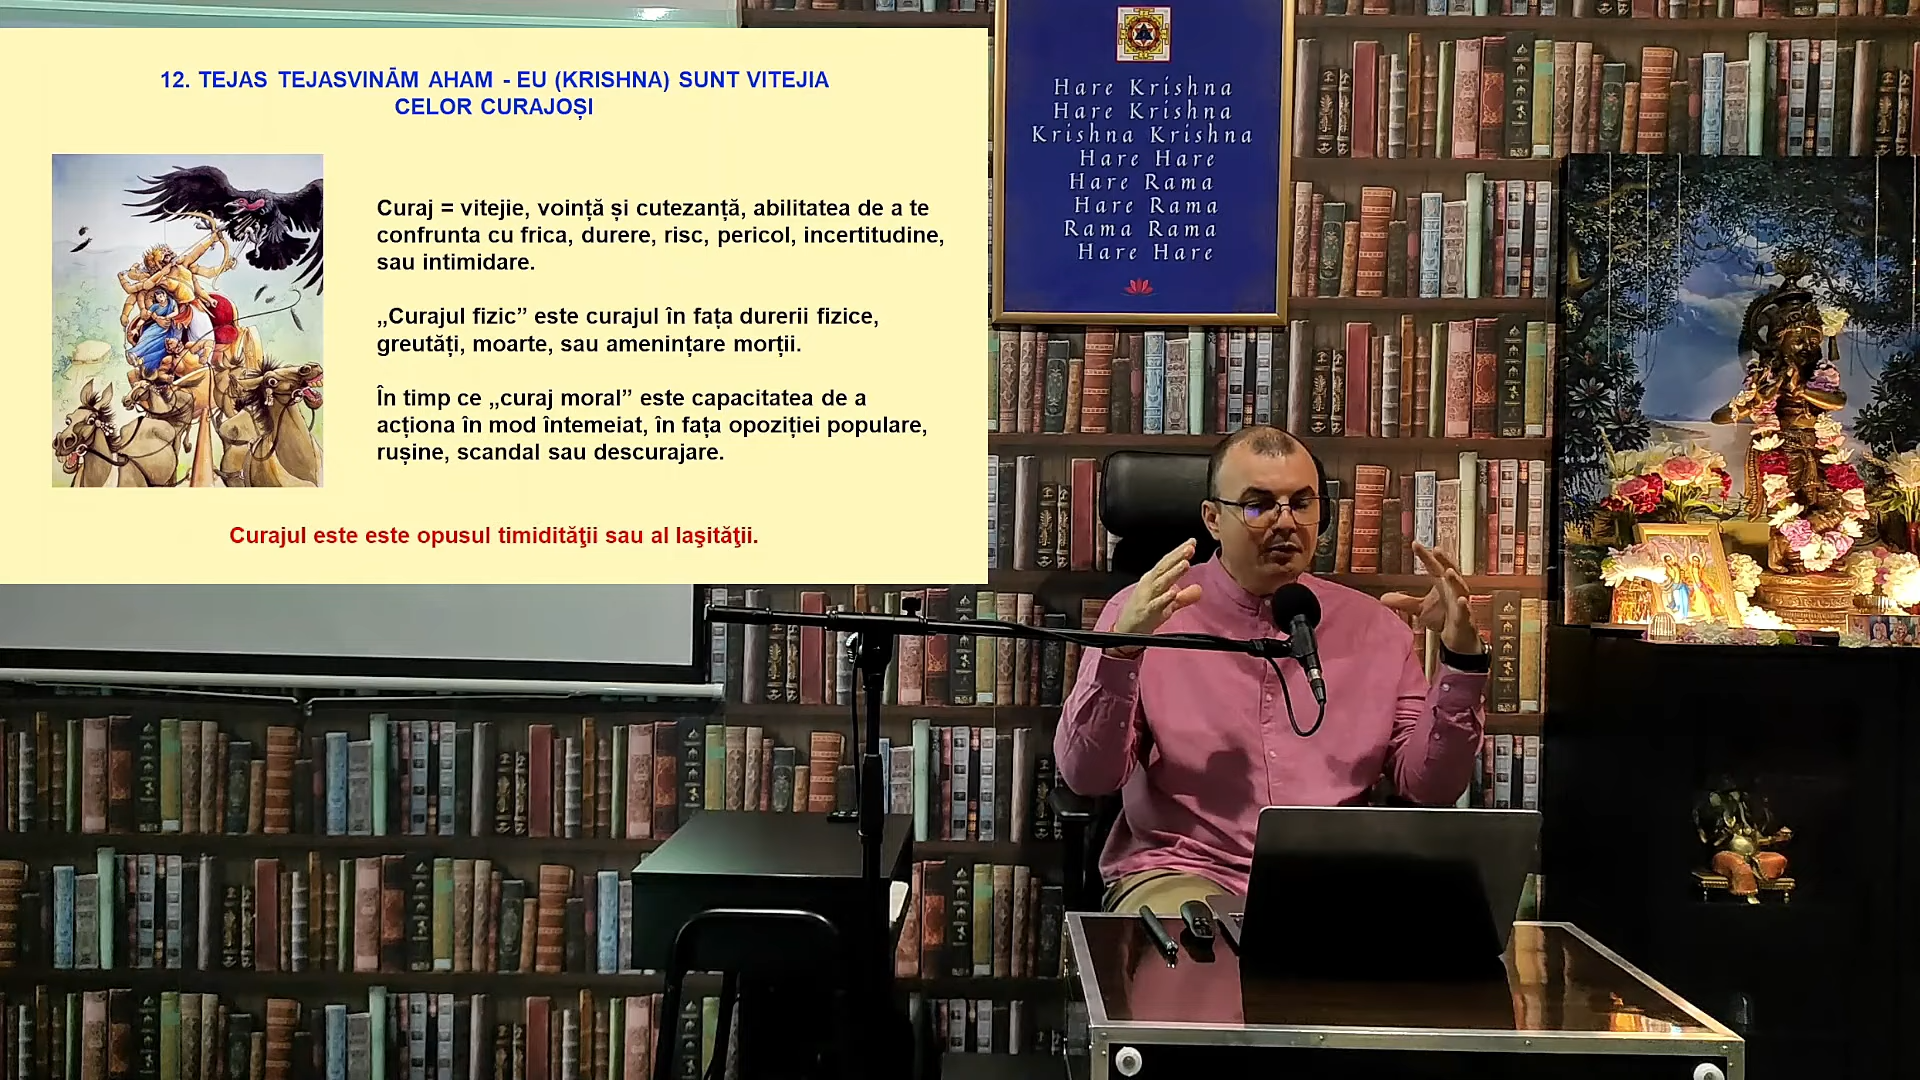 12. TEJAS TEJASVINĀM AHAM - EU (KRISHNA) SUNT VITEJIA
CELOR CURAJOȘI
Curaj = vitejie, voință și cutezanță, abilitatea de a te
confrunta cu frica, durere, risc, pericol, incertitudine,
sau intimidare.
„Curajul fizic” este curajul în fața durerii fizice,
greutăți, moarte, sau amenințare morții.
În timp ce „curaj moral” este capacitatea de a
acționa în mod întemeiat, în fața opoziției populare,
rușine, scandal sau descurajare.
Curajul este este opusul timidităţii sau al laşităţii.
Hare Krishna
Hare Krishna
Krishna Krishna
Hare Hare
Hare Rama
Hare Rama
Rama Rama
Hare Hare